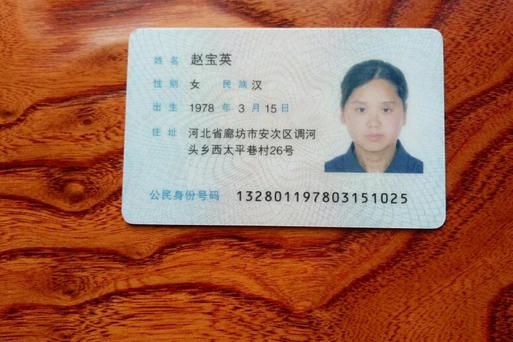 姓名 赵宝英
性别 女 民族 汉
出生 1978 年 3 月 15 日
住址 河北省廊坊市安次区调河
头乡西太平巷村26号
公民身份号码 132801197803151025